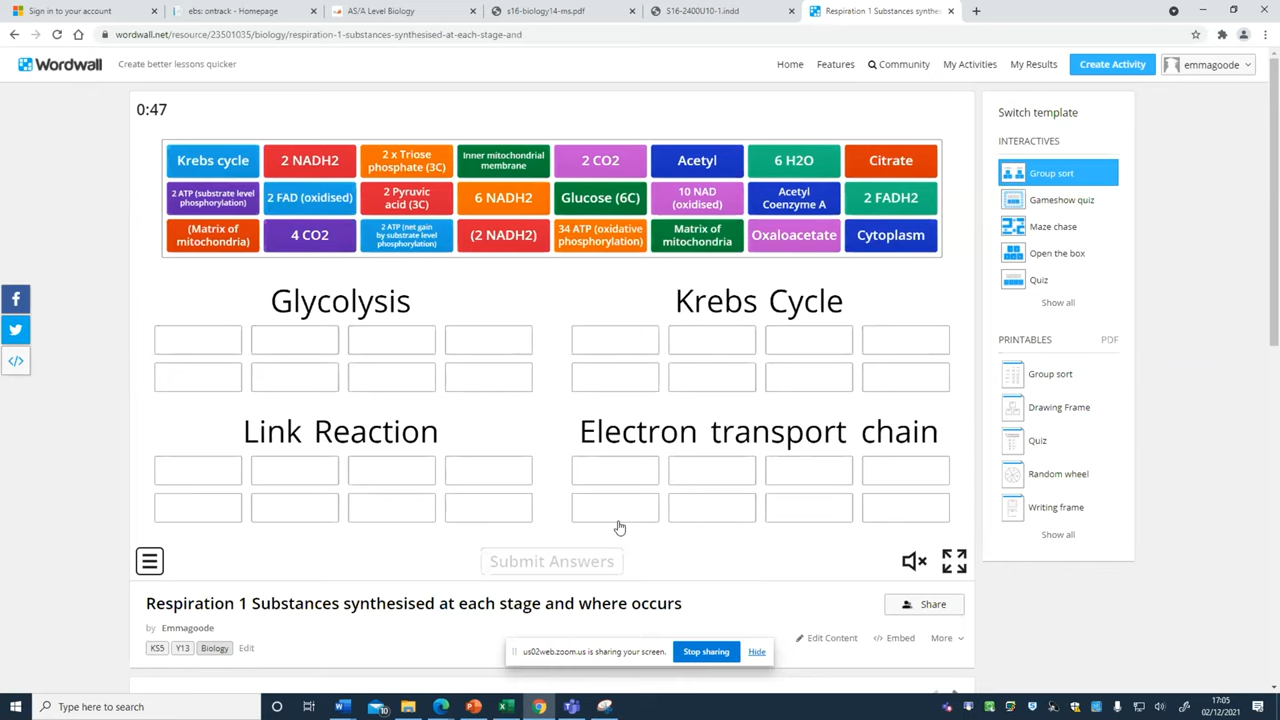 Sign in to your account
ebs: ontrack - Homepage
AS/A Level Biology
s16-biology14-ms.pdf
S16-2400U10-1.indd
Respiration 1 Substances synthes
wordwall.net/resource/23501035/biology/respiration-1-substances-synthesised-at-each-stage-and
Wordwall
Create better lessons quicker
Home
Features
Community
My Activities
My Results
Create Activity
emmagoode
0:47
Krebs cycle
2 NADH2
2 x Triose
phosphate (3C)
Inner mitochondrial
membrane
2 CO2
Acetyl
6 H2O
Citrate
2 ATP (substrate level
phosphorylation)
2 FAD (oxidised)
2 Pyruvic
acid (3C)
6 NADH2
Glucose (6C)
10 NAD
(oxidised)
Acetyl
Coenzyme A
2 FADH2
(Matrix of
mitochondria)
4 CO2
2 ATP (net gain
by substrate level
phosphorylation)
(2 NADH2)
34 ATP (oxidative
phosphorylation)
Matrix of
mitochondria
Oxaloacetate
Cytoplasm
Glycolysis
Krebs Cycle
Link Reaction
Electron transport chain
Submit Answers
Respiration 1 Substances synthesised at each stage and where occurs
Share
by Emmagoode
KS5
Y13
Biology
Edit
Edit Content
</> Embed
More
us02web.zoom.us is sharing your screen.
Stop sharing
Hide
Switch template
INTERACTIVES
Group sort
Gameshow quiz
Maze chase
Open the box
Quiz
Show all
PRINTABLES
PDF
Group sort
Drawing Frame
Quiz
Random wheel
Writing frame
Show all
Type here to search
17:05
02/12/2021